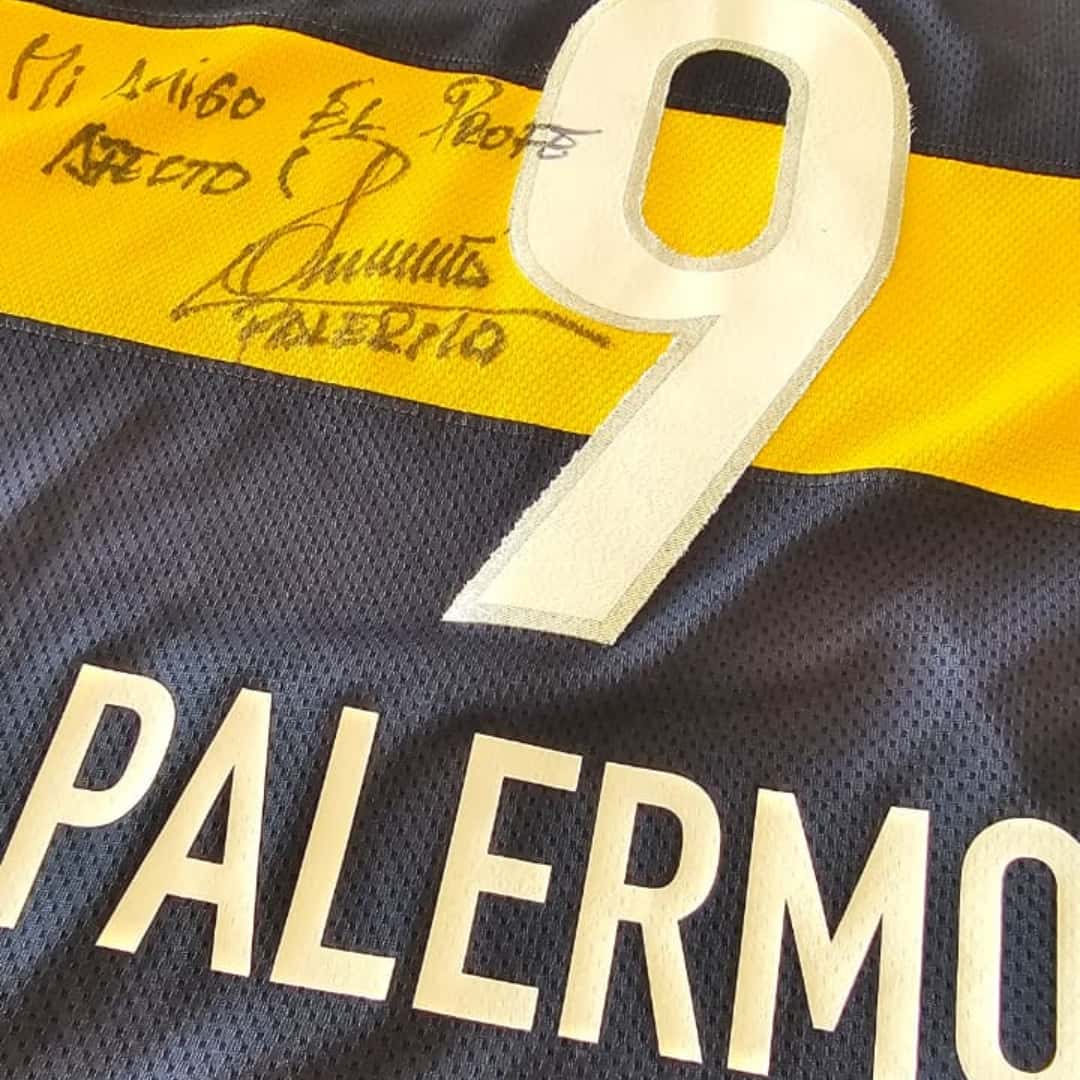 Mi AMIGO EL PROFE
AFECTO
PALERMO
9
PALERMO